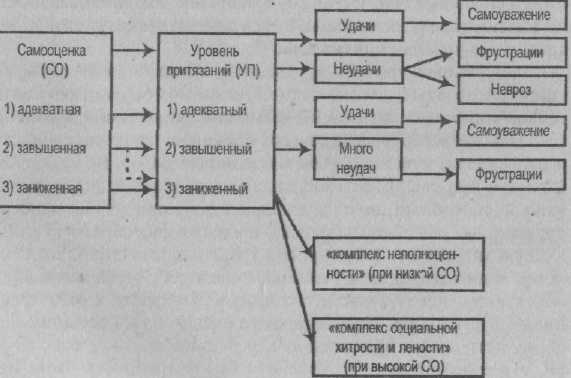 Самооценка
(СО)
1) адекватная
2) завышенная
3) заниженная
Уровень
притязаний (УП)
1) адекватный
2) завышенный
3) заниженный
Удачи
Неудачи
Удачи
Много
неудач
Самоуважение
Фрустрации
Невроз
Самоуважение
Фрустрации
«комплекс неполноцен-
ности» (при низкой СО)
«комплекс социальной
хитрости и лености»
(при высокой СО)